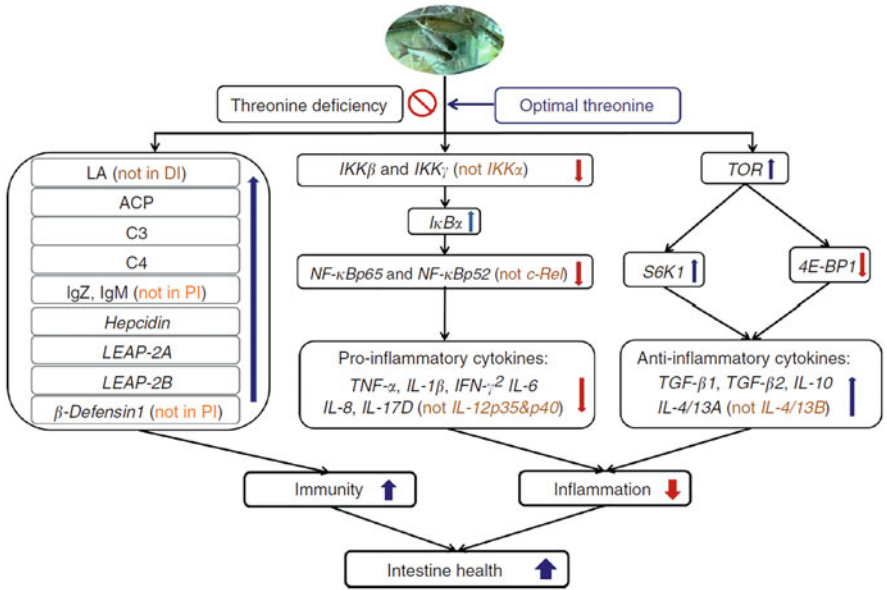 Threonine deficiency
Optimal threonine
LA (not in DI)
ACP
C3
C4
IgZ, IgM (not in PI)
Hepcidin
LEAP-2A
LEAP-2B
β-Defensin1 (not in PI)
IKKβ and IKKγ (not IKKα)
IκBα
NF-κBp65 and NF-κBp52 (not c-Rel)
Pro-inflammatory cytokines:
TNF-α, IL-1β, IFN-γ² IL-6
IL-8, IL-17D (not IL-12p35&p40)
TOR
S6K1
4E-BP1
Anti-inflammatory cytokines:
TGF-β1, TGF-β2, IL-10
IL-4/13A (not IL-4/13B)
Immunity
Inflammation
Intestine health